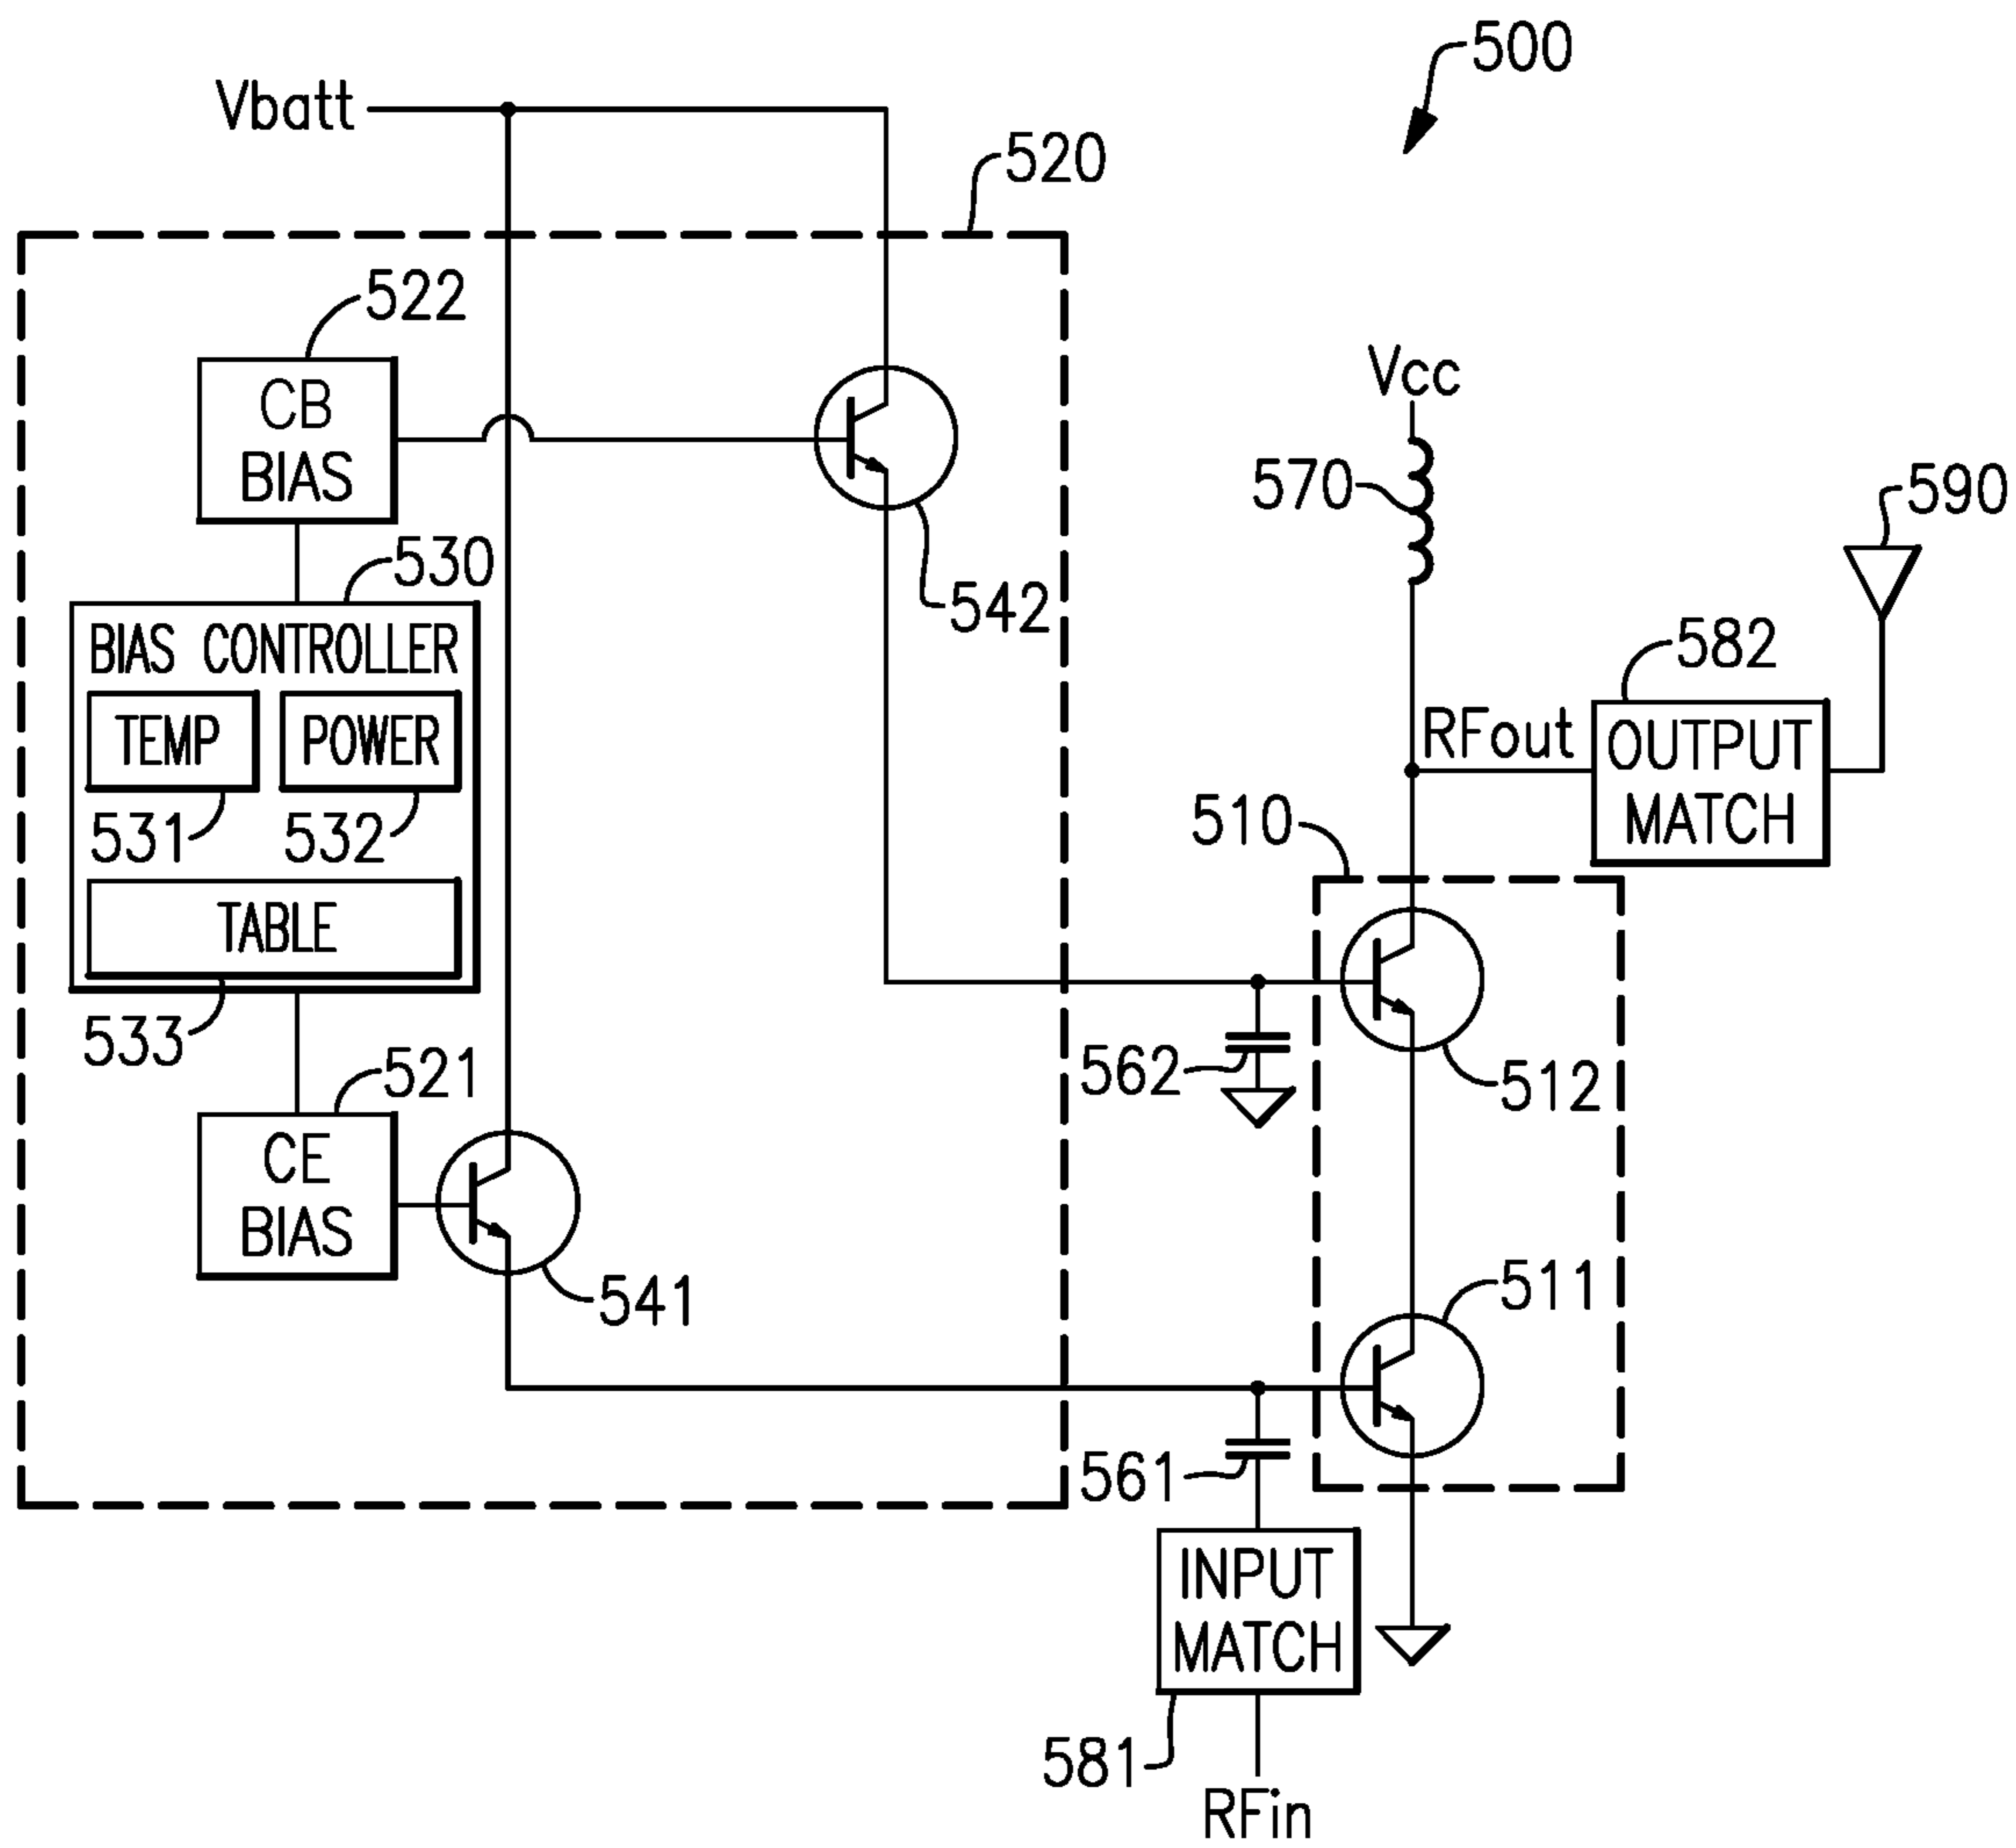 500
Vbatt
520
522
CB
BIAS
542
Vcc
570
590
530
BIAS CONTROLLER
TEMP
POWER
531
532
TABLE
533
582
RFout
OUTPUT
MATCH
510
562
512
521
CE
BIAS
541
511
561
INPUT
MATCH
581
RFin